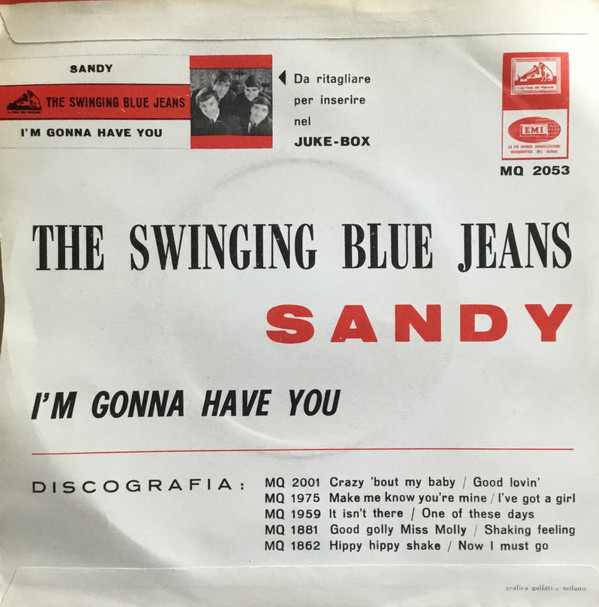 SANDY
THE SWINGING BLUE JEANS
I'M GONNA HAVE YOU
Da ritagliare
per inserire
nel
JUKE-BOX
EMI
MQ 2053
THE SWINGING BLUE JEANS
SANDY
I'M GONNA HAVE YOU
DISCOGRAFIA:
MQ 2001 Crazy 'bout my baby / Good lovin'
MQ 1975 Make me know you're mine / I've got a girl
MQ 1959 It isn't there / One of these days
MQ 1881 Good golly Miss Molly / Shaking feeling
MQ 1862 Hippy hippy shake / Now I must go
grafica gallati - milano